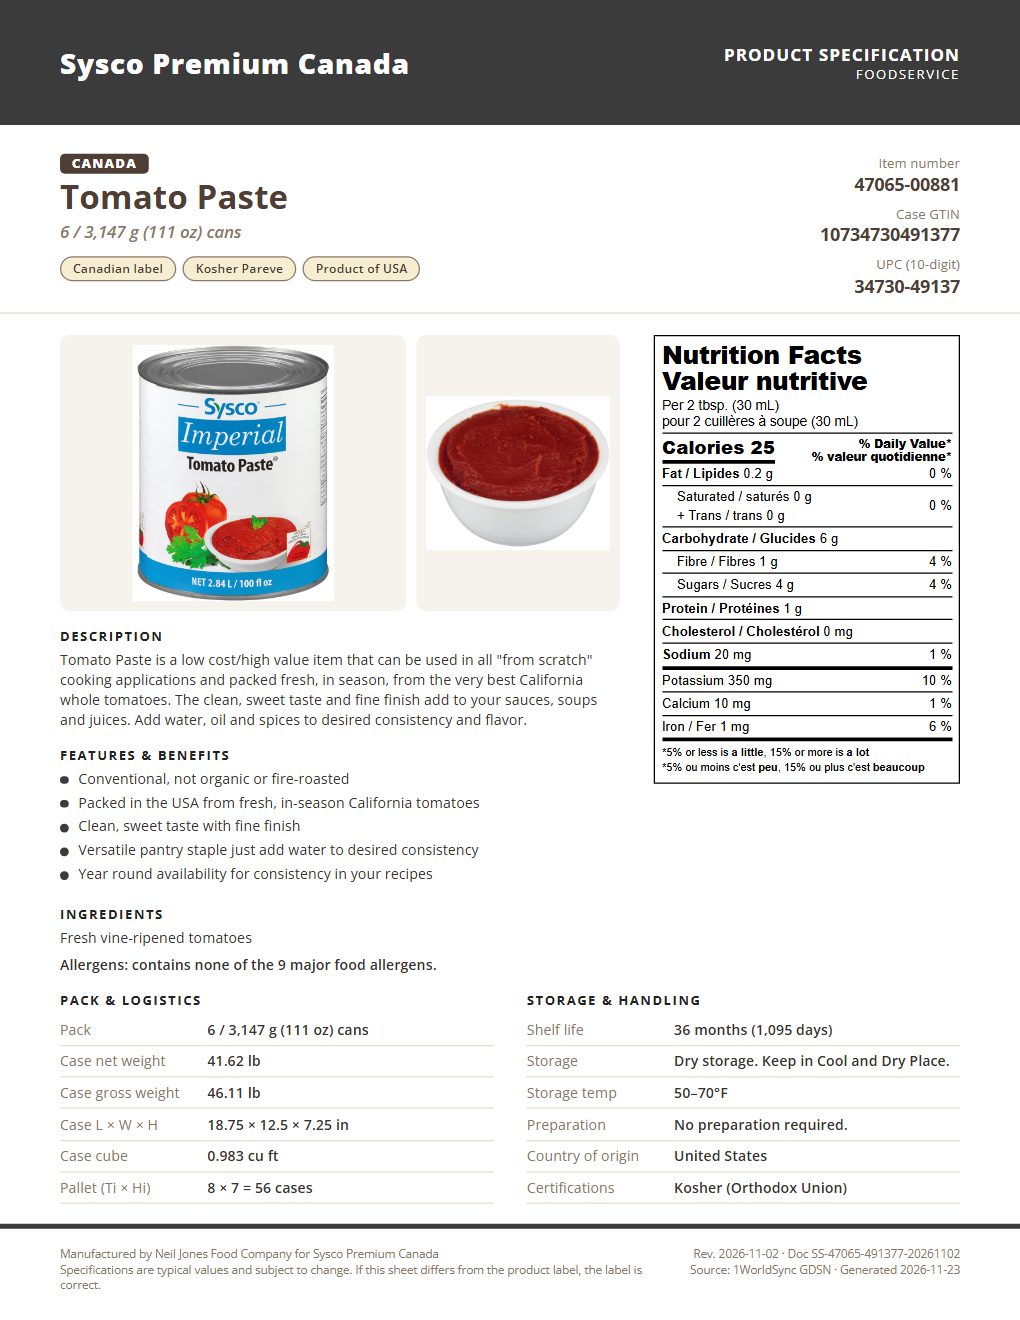 Sysco Premium Canada
PRODUCT SPECIFICATION
FOODSERVICE
CANADA
Tomato Paste
6 / 3,147 g (111 oz) cans
Canadian label
Kosher Pareve
Product of USA
Item number
47065-00881
Case GTIN
10734730491377
UPC (10-digit)
34730-49137
Sysco
Imperial
Tomato Paste
NET 2.84 L / 100 fl oz
Nutrition Facts
Valeur nutritive
Per 2 tbsp. (30 mL)
pour 2 cuillères à soupe (30 mL)
Calories 25
% Daily Value*
% valeur quotidienne*
Fat / Lipides 0.2 g 0 %
Saturated / saturés 0 g
+ Trans / trans 0 g
0 %
Carbohydrate / Glucides 6 g
Fibre / Fibres 1 g 4 %
Sugars / Sucres 4 g 4 %
Protein / Protéines 1 g
Cholesterol / Cholestérol 0 mg
Sodium 20 mg 1 %
Potassium 350 mg 10 %
Calcium 10 mg 1 %
Iron / Fer 1 mg 6 %
*5% or less is a little, 15% or more is a lot
*5% ou moins c'est peu, 15% ou plus c'est beaucoup
DESCRIPTION
Tomato Paste is a low cost/high value item that can be used in all "from scratch"
cooking applications and packed fresh, in season, from the very best California
whole tomatoes. The clean, sweet taste and fine finish add to your sauces, soups
and juices. Add water, oil and spices to desired consistency and flavor.
FEATURES & BENEFITS
Conventional, not organic or fire-roasted
Packed in the USA from fresh, in-season California tomatoes
Clean, sweet taste with fine finish
Versatile pantry staple just add water to desired consistency
Year round availability for consistency in your recipes
INGREDIENTS
Fresh vine-ripened tomatoes
Allergens: contains none of the 9 major food allergens.
PACK & LOGISTICS
Pack 6 / 3,147 g (111 oz) cans
Case net weight 41.62 lb
Case gross weight 46.11 lb
Case L × W × H 18.75 × 12.5 × 7.25 in
Case cube 0.983 cu ft
Pallet (Ti × Hi) 8 × 7 = 56 cases
STORAGE & HANDLING
Shelf life 36 months (1,095 days)
Storage Dry storage. Keep in Cool and Dry Place.
Storage temp 50–70°F
Preparation No preparation required.
Country of origin United States
Certifications Kosher (Orthodox Union)
Manufactured by Neil Jones Food Company for Sysco Premium Canada
Specifications are typical values and subject to change. If this sheet differs from the product label, the label is
correct.
Rev. 2026-11-02 · Doc SS-47065-491377-20261102
Source: 1WorldSync GDSN · Generated 2026-11-23